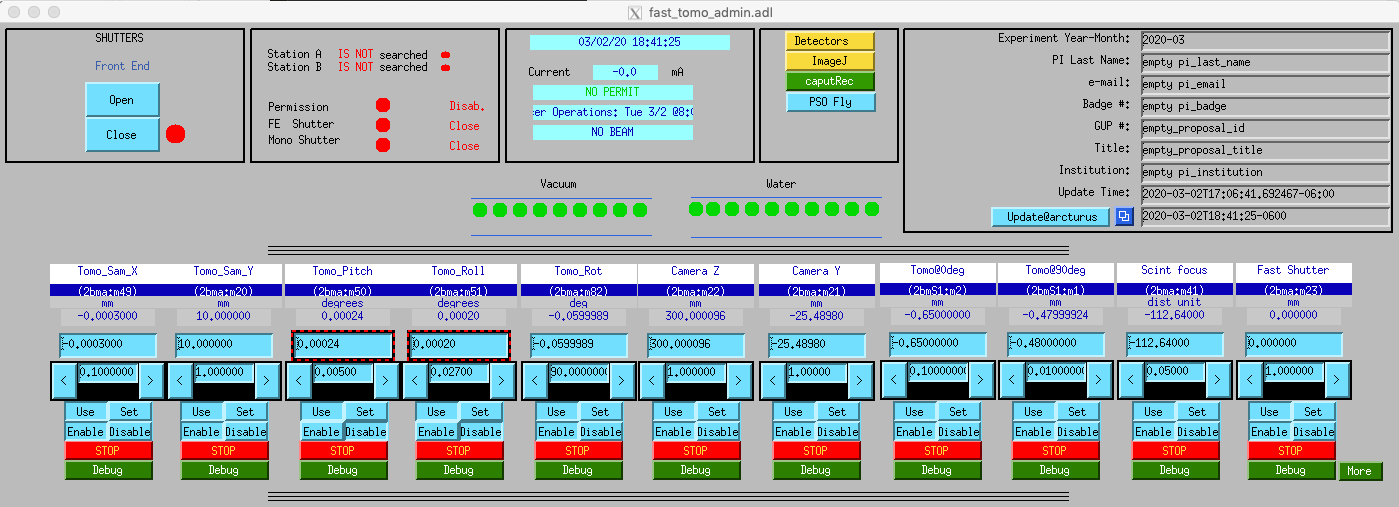 fast_tomo_admin.adl
SHUTTERS
Front End
Open
Close
Station A IS NOT searched
Station B IS NOT searched
Permission Disab.
FE Shutter Close
Mono Shutter Close
03/02/20 18:41:25
Current -0.0 mA
NO PERMIT
er Operations: Tue 3/2 @8:
NO BEAM
Detectors
ImageJ
caputRec
PSO Fly
Experiment Year-Month: 2020-03
PI Last Name: empty pi_last_name
e-mail: empty pi_email
Badge #: empty pi_badge
GUP #: empty_proposal_id
Title: empty_proposal_title
Institution: empty pi_institution
Update Time: 2020-03-02T17:06:41.692467-06:00
Update@arcturus 2020-03-02T18:41:25-0600
Vacuum Water
Tomo_Sam_X Tomo_Sam_Y Tomo_Pitch Tomo_Roll Tomo_Rot Camera Z Camera Y Tomo@0deg Tomo@90deg Scint focus Fast Shutter
(2bma:m49) (2bma:m20) (2bma:m50) (2bma:m51) (2bma:m82) (2bma:m22) (2bma:m21) (2bmS1:m2) (2bmS1:m1) (2bma:m41) (2bma:m23)
mm mm degrees degrees deg mm mm mm mm dist unit mm
-0.0003000 10.000000 0.00024 0.00020 -0.0599989 300.000096 -25.48980 -0.65000000 -0.47999924 -112.64000 0.000000
-0.0003000 10.000000 0.00024 0.00020 -0.0599989 300.000096 -25.48980 -0.65000000 -0.48000000 -112.64000 0.000000
< 0.1000000 > < 1.000000 > < 0.00500 > < 0.02700 > < 90.000000 > < 1.000000 > < 1.00000 > < 0.1000000 > < 0.0100000 > < 0.05000 > < 1.000000 >
Use Set Use Set Use Set Use Set Use Set Use Set Use Set Use Set Use Set Use Set Use Set
Enable Disable Enable Disable Enable Disable Enable Disable Enable Disable Enable Disable Enable Disable Enable Disable Enable Disable Enable Disable Enable Disable
STOP STOP STOP STOP STOP STOP STOP STOP STOP STOP STOP
Debug Debug Debug Debug Debug Debug Debug Debug Debug Debug Debug More